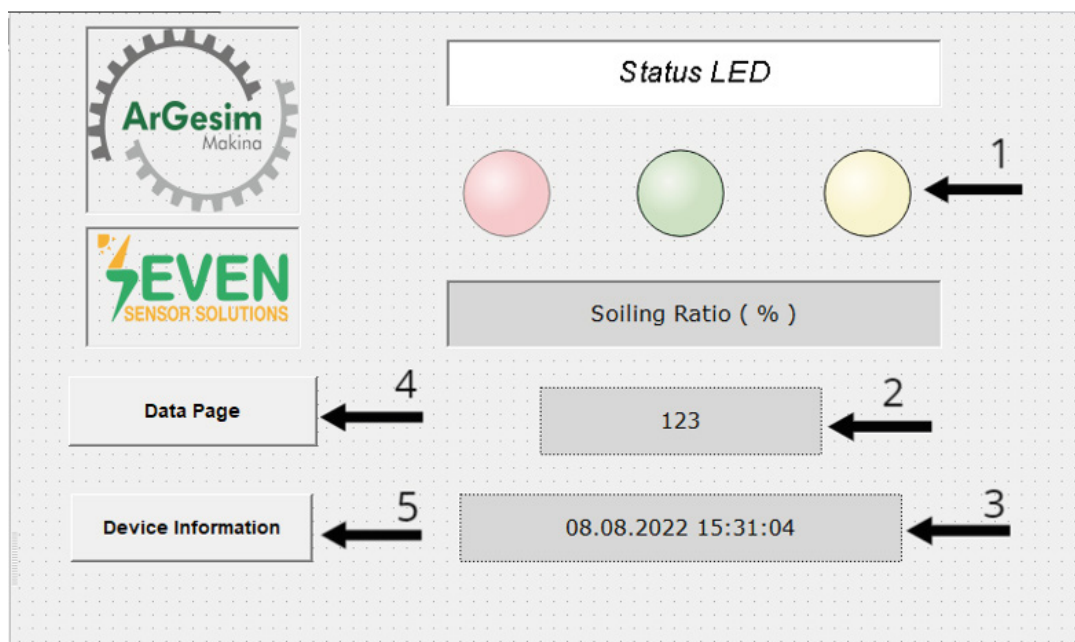 ArGesim
Makina
SEVEN
SENSOR SOLUTIONS
Status LED
1
Soiling Ratio ( % )
Data Page
4
123
2
Device Information
5
08.08.2022 15:31:04
3